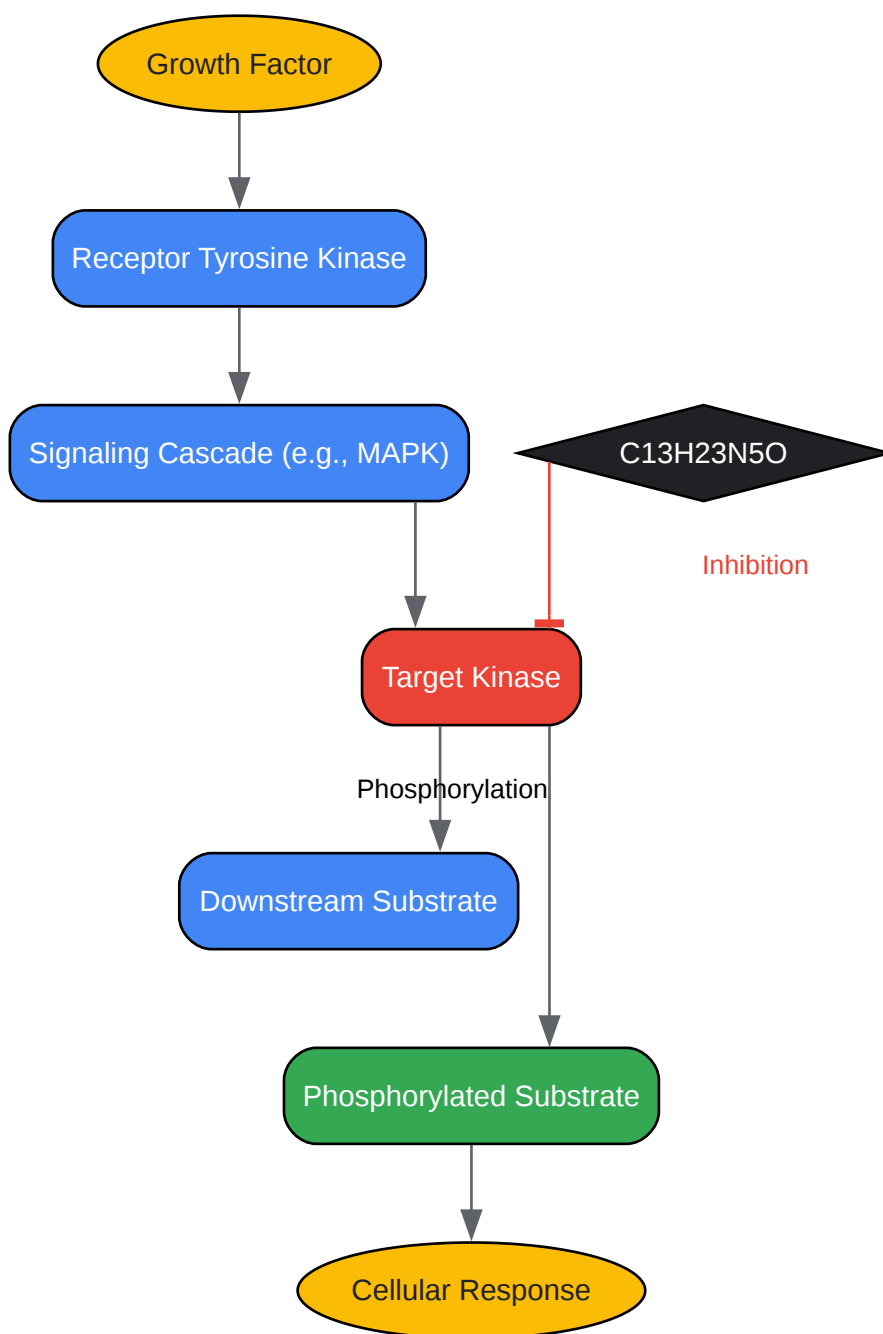 Growth Factor
Receptor Tyrosine Kinase
Signaling Cascade (e.g., MAPK)
C13H23N5O
Inhibition
Target Kinase
Phosphorylation
Downstream Substrate
Phosphorylated Substrate
Cellular Response